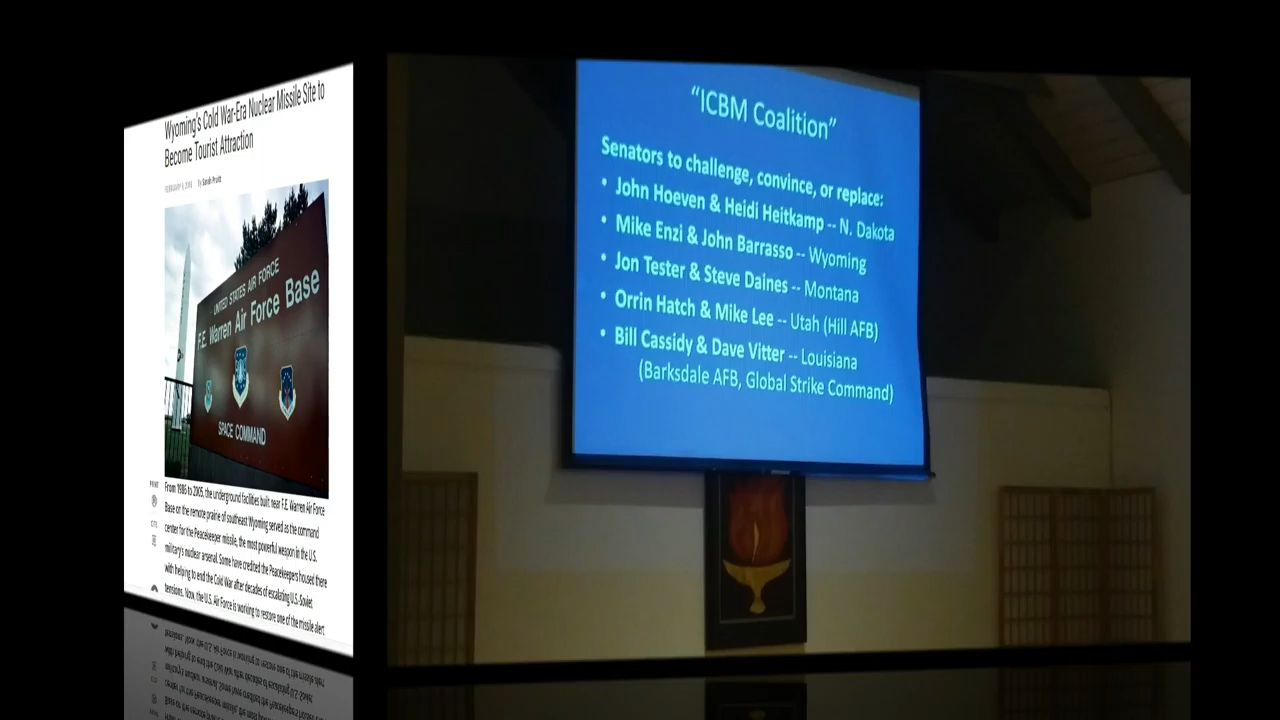 Wyoming's Cold War-Era Nuclear Missile Site to
Become Tourist Attraction
FEBRUARY 9, 2018 By Sarah Pruitt
UNITED STATES AIR FORCE
F.E. Warren Air Force Base
SPACE COMMAND
PRINT
CITE
From 1986 to 2005, the underground facilities built near F.E. Warren Air Force
Base on the remote prairie of southeast Wyoming served as the command
center for the Peacekeeper missile, the most powerful weapon in the U.S.
military's nuclear arsenal. Some have credited the Peacekeepers housed there
with helping to end the Cold War after decades of escalating U.S.-Soviet
tensions. Now, the U.S. Air Force is working to restore one of the missile alert
“ICBM Coalition”
Senators to challenge, convince, or replace:
• John Hoeven & Heidi Heitkamp -- N. Dakota
• Mike Enzi & John Barrasso -- Wyoming
• Jon Tester & Steve Daines -- Montana
• Orrin Hatch & Mike Lee -- Utah (Hill AFB)
• Bill Cassidy & Dave Vitter -- Louisiana
(Barksdale AFB, Global Strike Command)